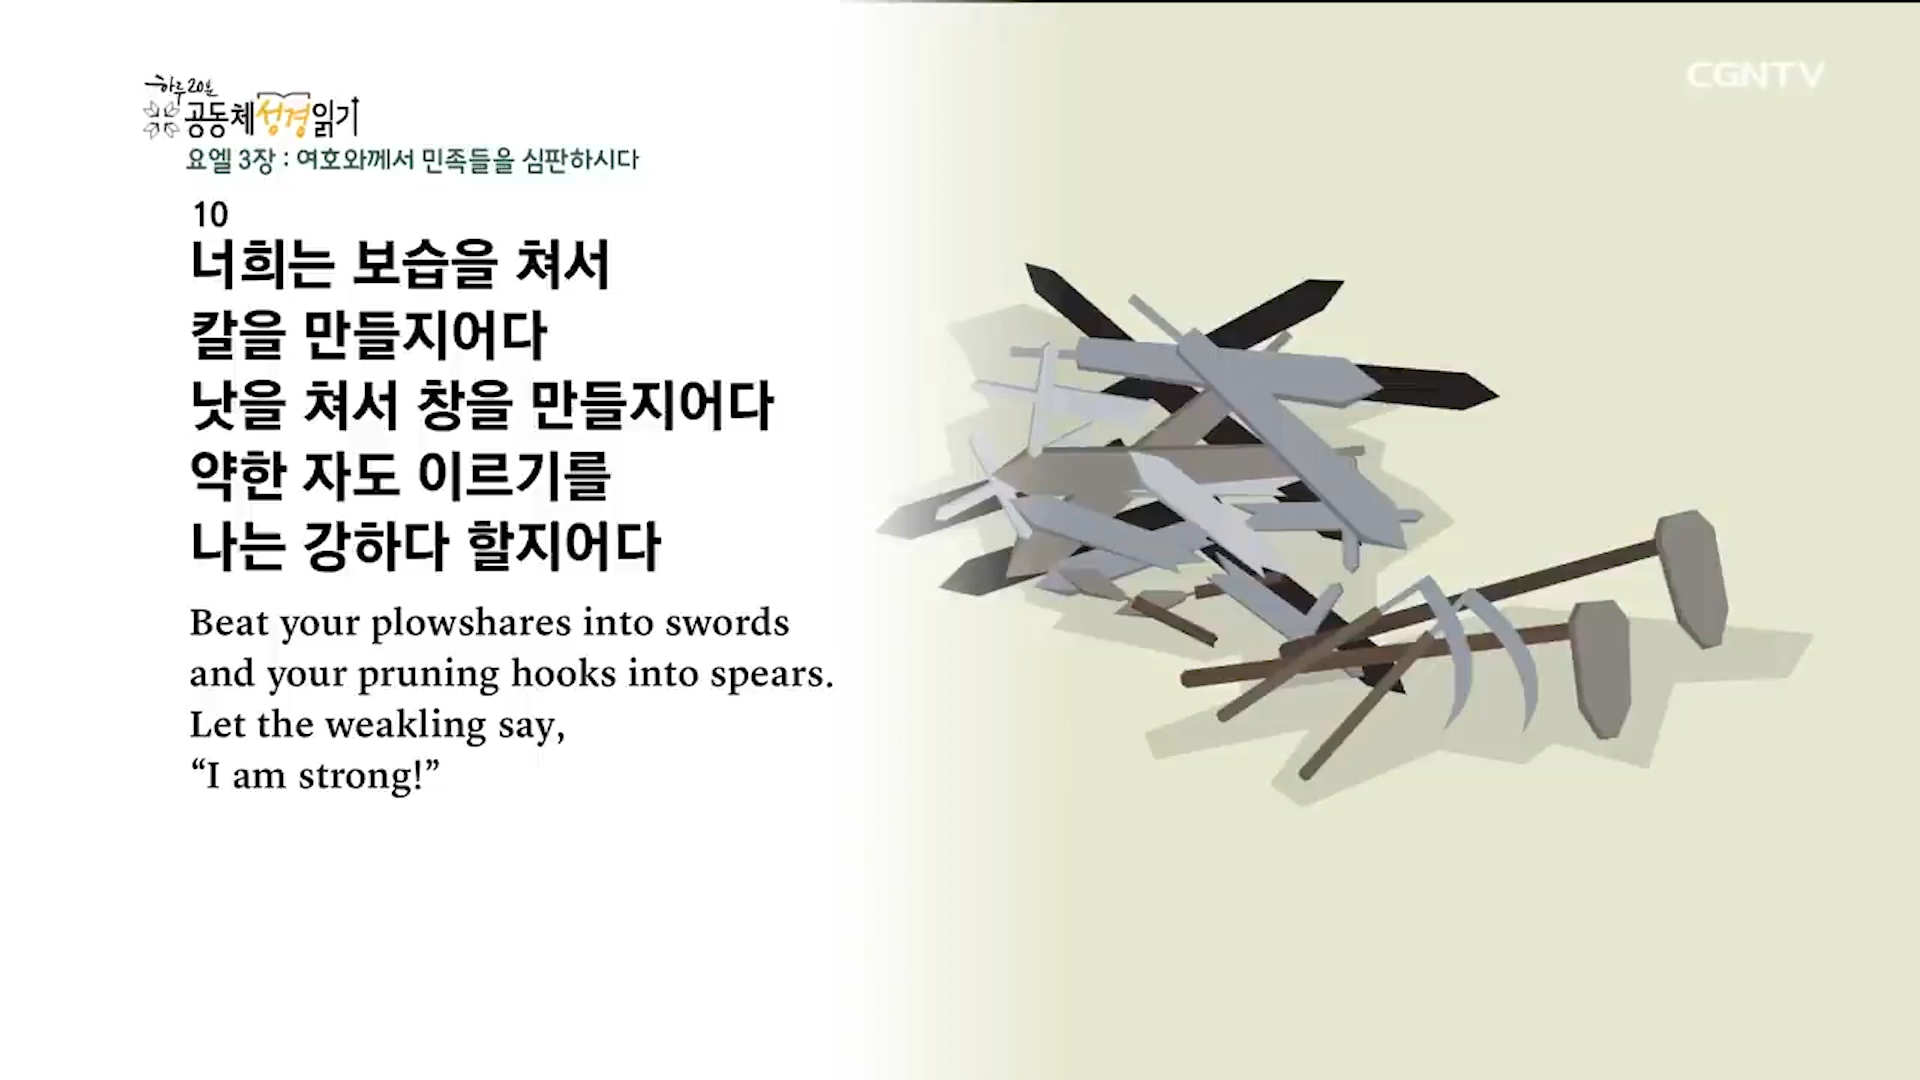 하루 20분
공동체성경읽기
CGNTV
요엘 3장 : 여호와께서 민족들을 심판하시다
10
너희는 보습을 쳐서
칼을 만들지어다
낫을 쳐서 창을 만들지어다
약한 자도 이르기를
나는 강하다 할지어다
Beat your plowshares into swords
and your pruning hooks into spears.
Let the weakling say,
“I am strong!”